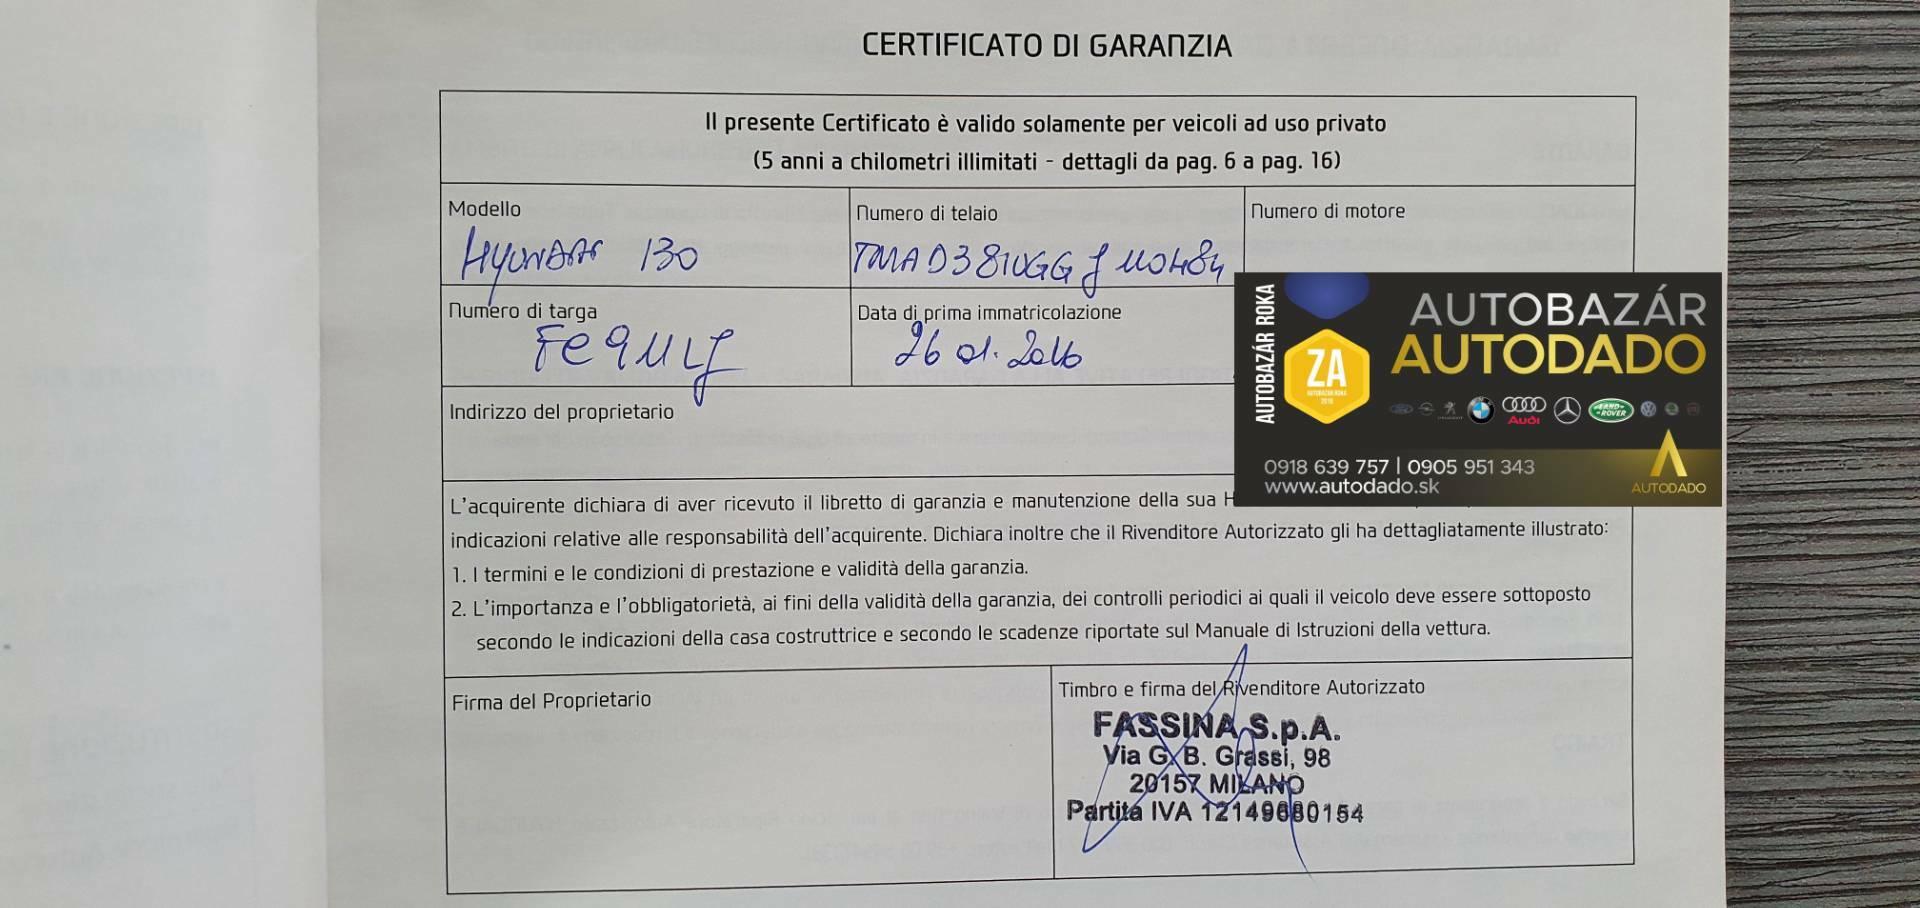 CERTIFICATO DI GARANZIA
Il presente Certificato è valido solamente per veicoli ad uso privato
(5 anni a chilometri illimitati - dettagli da pag. 6 a pag. 16)
Modello
HYUNDAI I30
Numero di telaio
Numero di motore
Numero di targa
Data di prima immatricolazione
26 01. 2016
Indirizzo del proprietario
AUTOBAZÁR ROKA
ZA
AUTOBAZÁR
AUTODADO
Audi
LAND ROVER
0918 639 757 | 0905 951 343
www.autodado.sk
AUTODADO
L'acquirente dichiara di aver ricevuto il libretto di garanzia e manutenzione della sua H
indicazioni relative alle responsabilità dell'acquirente. Dichiara inoltre che il Rivenditore Autorizzato gli ha dettagliatamente illustrato:
1. I termini e le condizioni di prestazione e validità della garanzia.
2. L'importanza e l'obbligatorietà, ai fini della validità della garanzia, dei controlli periodici ai quali il veicolo deve essere sottoposto
secondo le indicazioni della casa costruttrice e secondo le scadenze riportate sul Manuale di Istruzioni della vettura.
Firma del Proprietario
Timbro e firma del Rivenditore Autorizzato
FASSINA S.p.A.
Via G. B. Grassi, 98
20157 MILANO
Partita IVA 12149680154